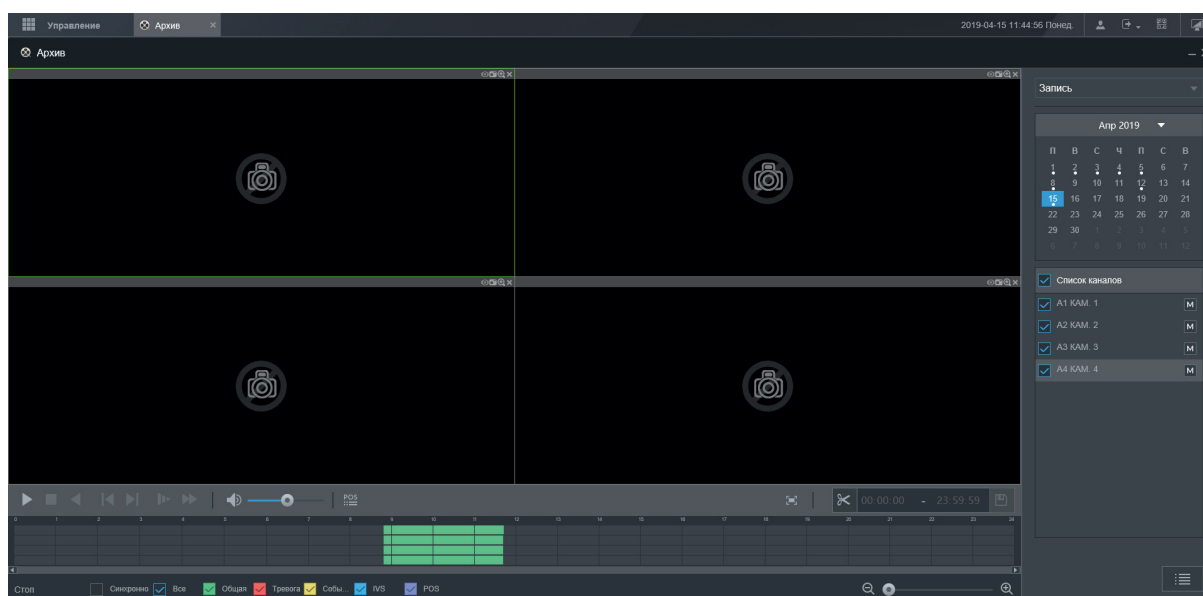 Управление Архив × 2019-04-15 11:44:56 Понед.
Архив
Запись
Апр 2019
П В С Ч П С В
1 2 3 4 5 6 7
8 9 10 11 12 13 14
15 16 17 18 19 20 21
22 23 24 25 26 27 28
29 30 1 2 3 4 5
6 7 8 9 10 11 12
Список каналов
A1 КАМ. 1 M
A2 КАМ. 2 M
A3 КАМ. 3 M
A4 КАМ. 4 M
POS 00:00:00 - 23:59:59
0 1 2 3 4 5 6 7 8 9 10 11 12 13 14 15 16 17 18 19 20 21 22 23 24
Стоп Синхронно Все Общая Тревога Собы... IVS POS